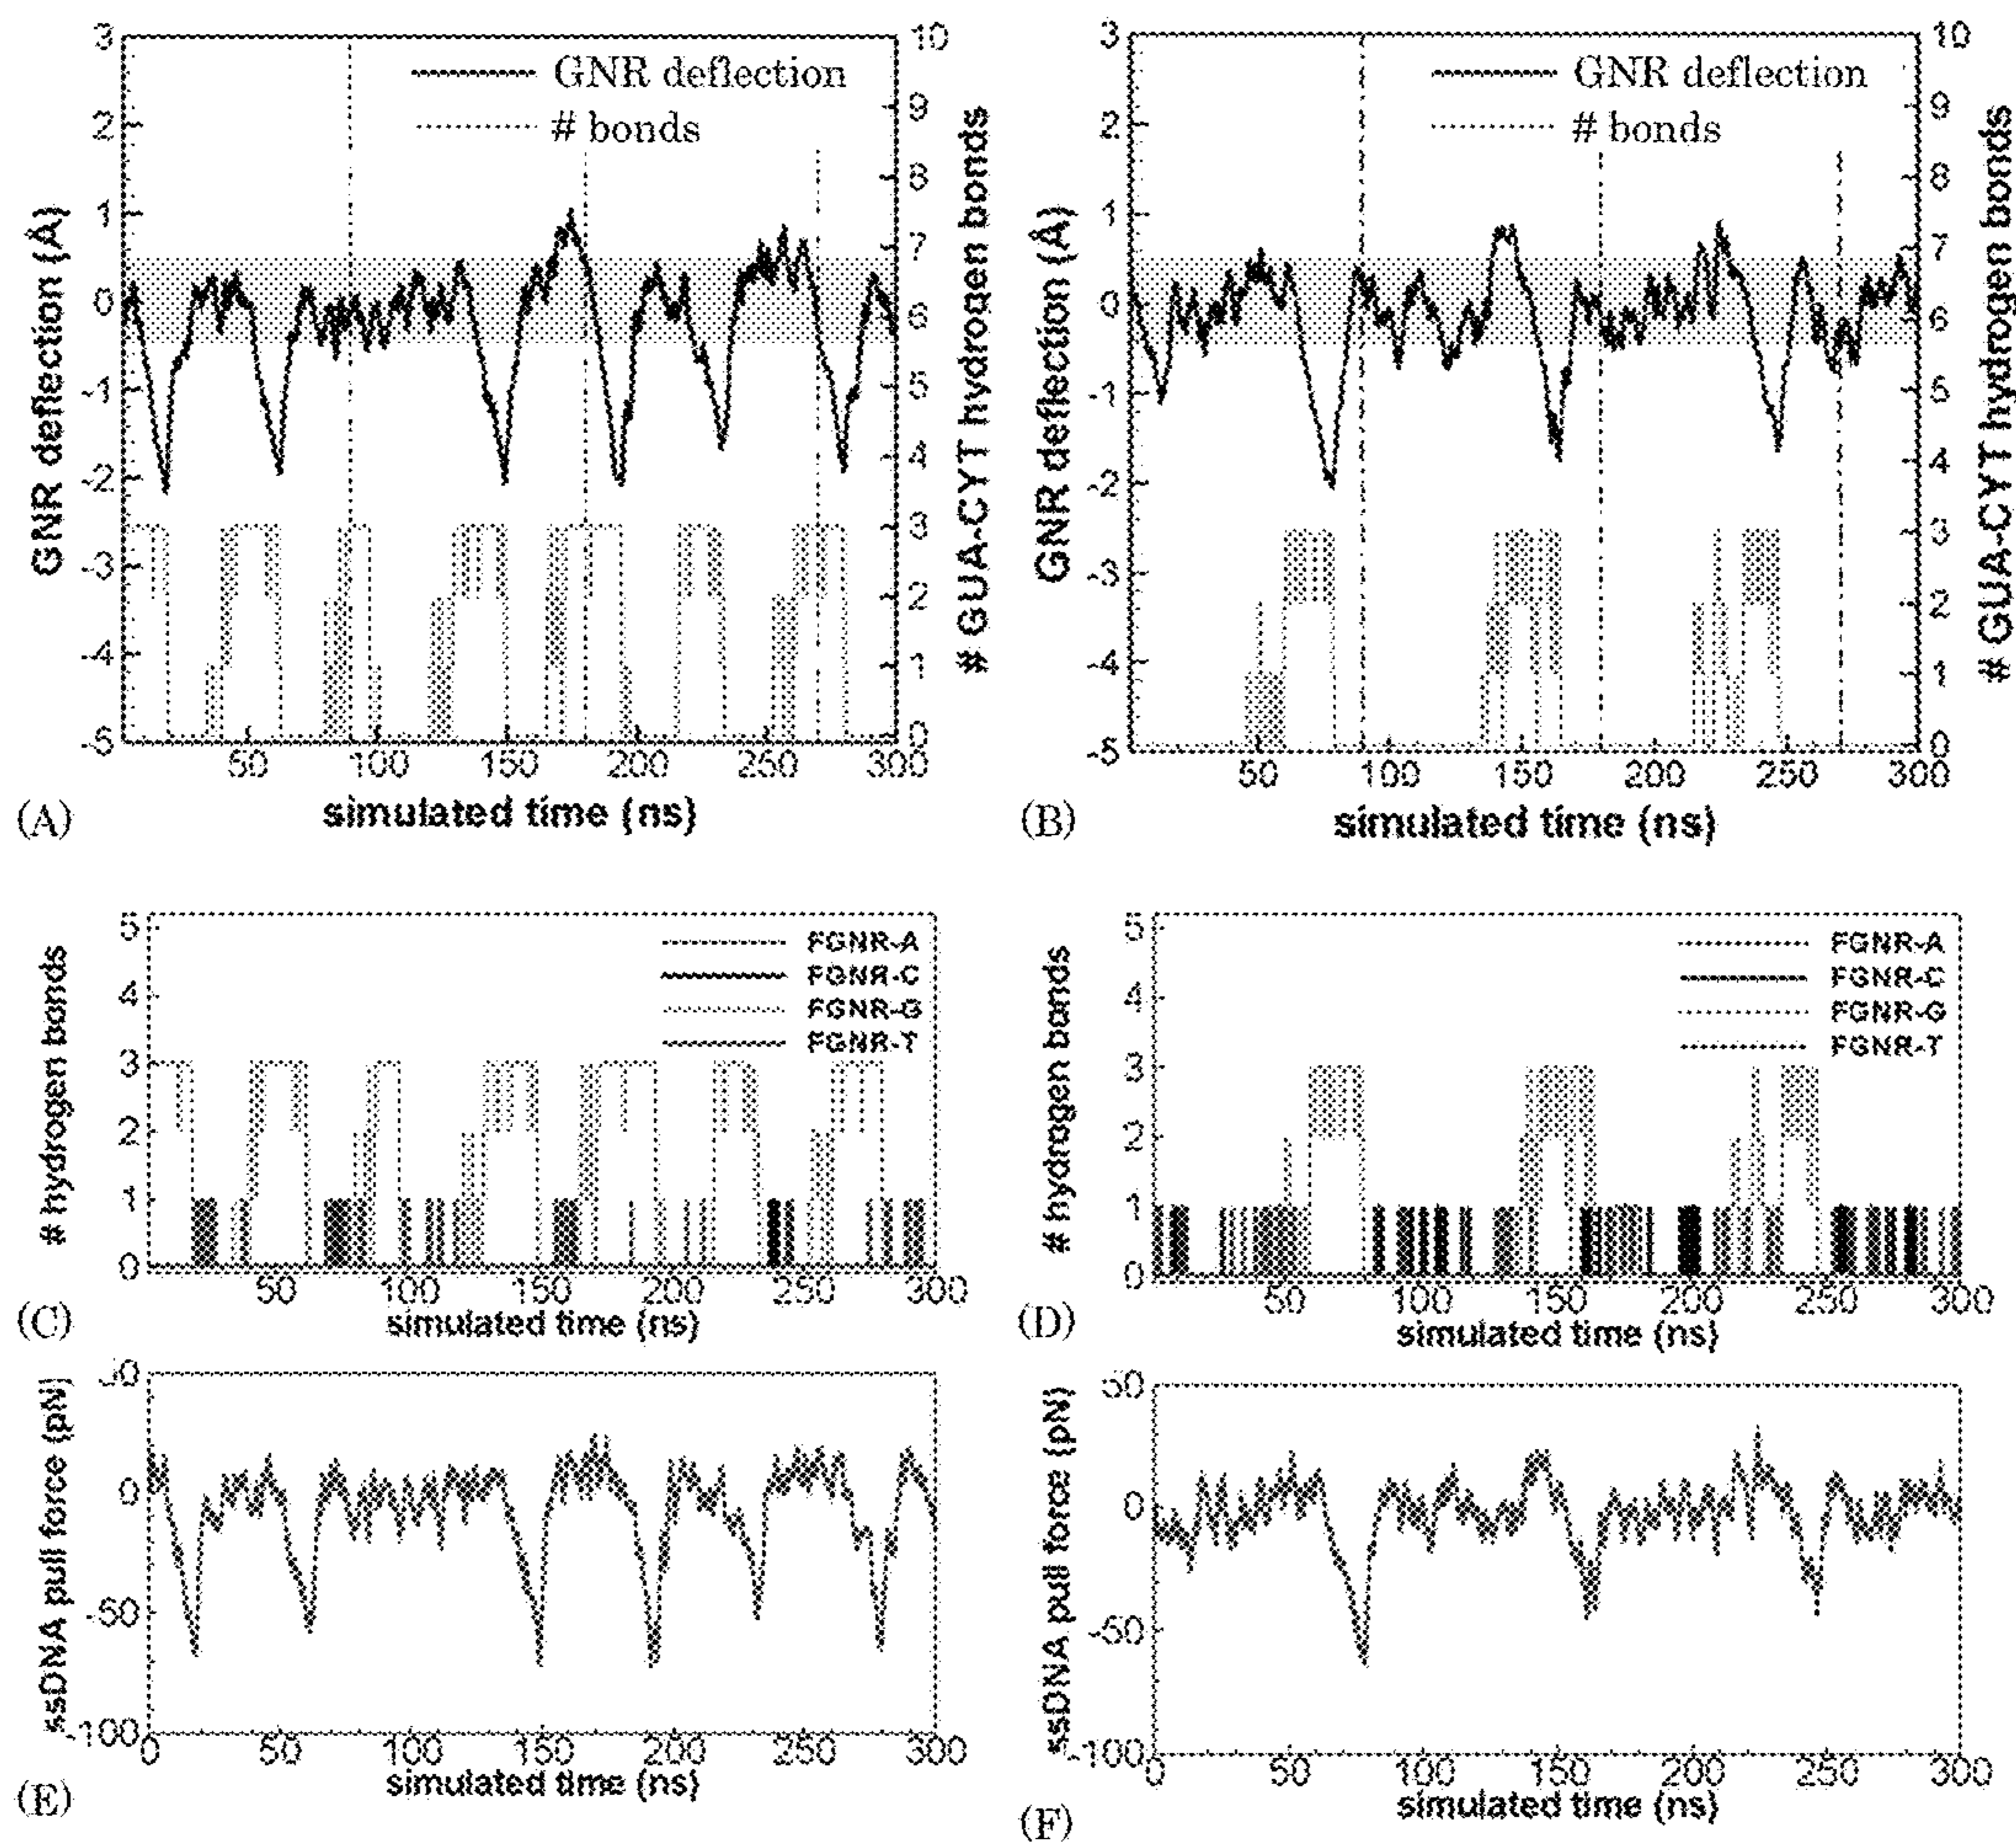 GNR deflection
# bonds
3
2
1
0
-1
-2
-3
-4
-5
GNR deflection (Å)
10
9
8
7
6
5
4
3
2
1
0
# GUA-CYT hydrogen bonds
50 100 150 200 250 300
simulated time (ns)
(A)
GNR deflection
# bonds
3
2
1
0
-1
-2
-3
-4
-5
GNR deflection (Å)
10
9
8
7
6
5
4
3
2
1
0
# GUA-CYT hydrogen bonds
50 100 150 200 250 300
simulated time (ns)
(B)
5
4
3
2
1
0
# hydrogen bonds
FGNR-A
FGNR-C
FGNR-G
FGNR-T
50 100 150 200 250 300
simulated time (ns)
(C)
5
4
3
2
1
0
# hydrogen bonds
FGNR-A
FGNR-C
FGNR-G
FGNR-T
50 100 150 200 250 300
simulated time (ns)
(D)
50
0
-50
-100
ssDNA pull force (pN)
0 50 100 150 200 250 300
simulated time (ns)
(E)
50
0
-50
-100
ssDNA pull force (pN)
0 50 100 150 200 250 300
simulated time (ns)
(F)